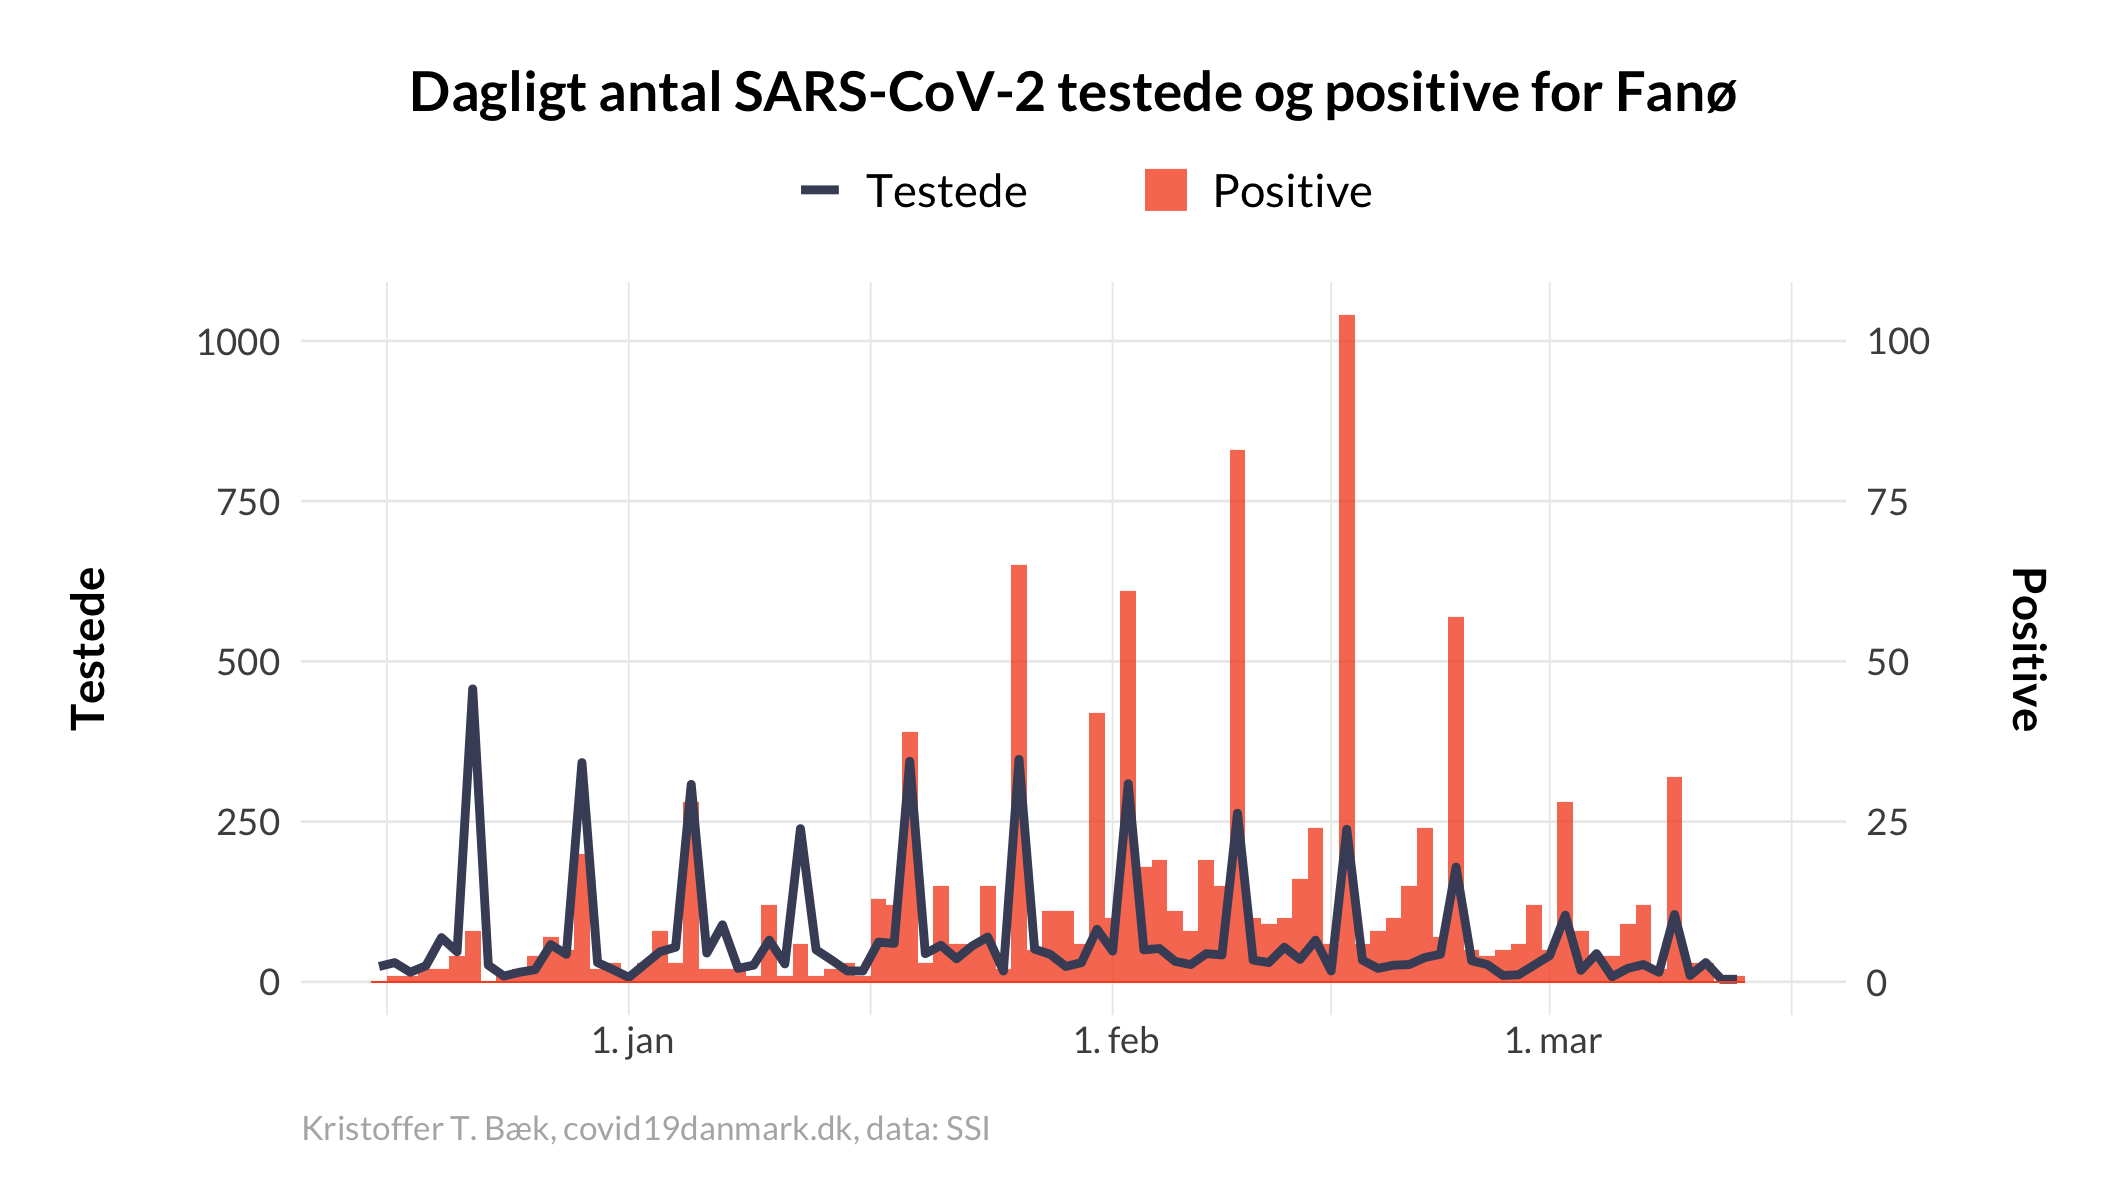 Dagligt antal SARS-CoV-2 testede og positive for Fanø
Testede
Positive
1000
750
500
250
0
100
75
50
25
0
Testede
Positive
1. jan
1. feb
1. mar
Kristoffer T. Bæk, covid19danmark.dk, data: SSI